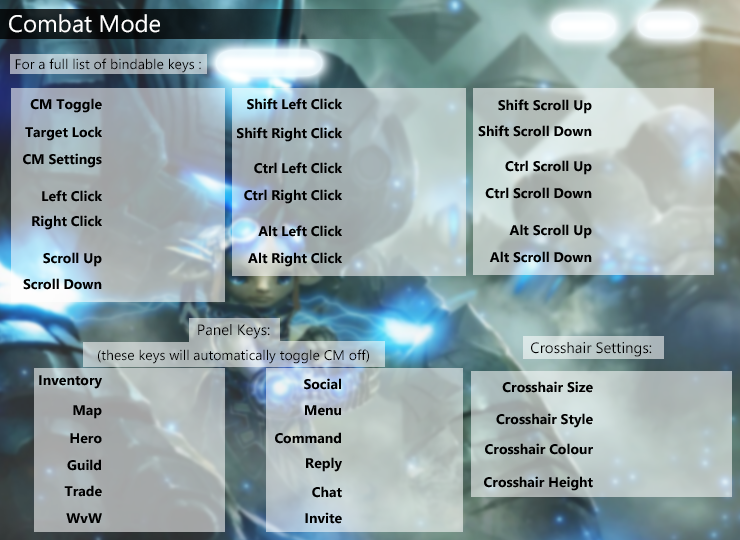 Combat Mode
For a full list of bindable keys :
CM Toggle
Target Lock
CM Settings
Left Click
Right Click
Scroll Up
Scroll Down
Shift Left Click
Shift Right Click
Ctrl Left Click
Ctrl Right Click
Alt Left Click
Alt Right Click
Shift Scroll Up
Shift Scroll Down
Ctrl Scroll Up
Ctrl Scroll Down
Alt Scroll Up
Alt Scroll Down
Panel Keys:
(these keys will automatically toggle CM off)
Inventory
Map
Hero
Guild
Trade
WvW
Social
Menu
Command
Reply
Chat
Invite
Crosshair Settings:
Crosshair Size
Crosshair Style
Crosshair Colour
Crosshair Height